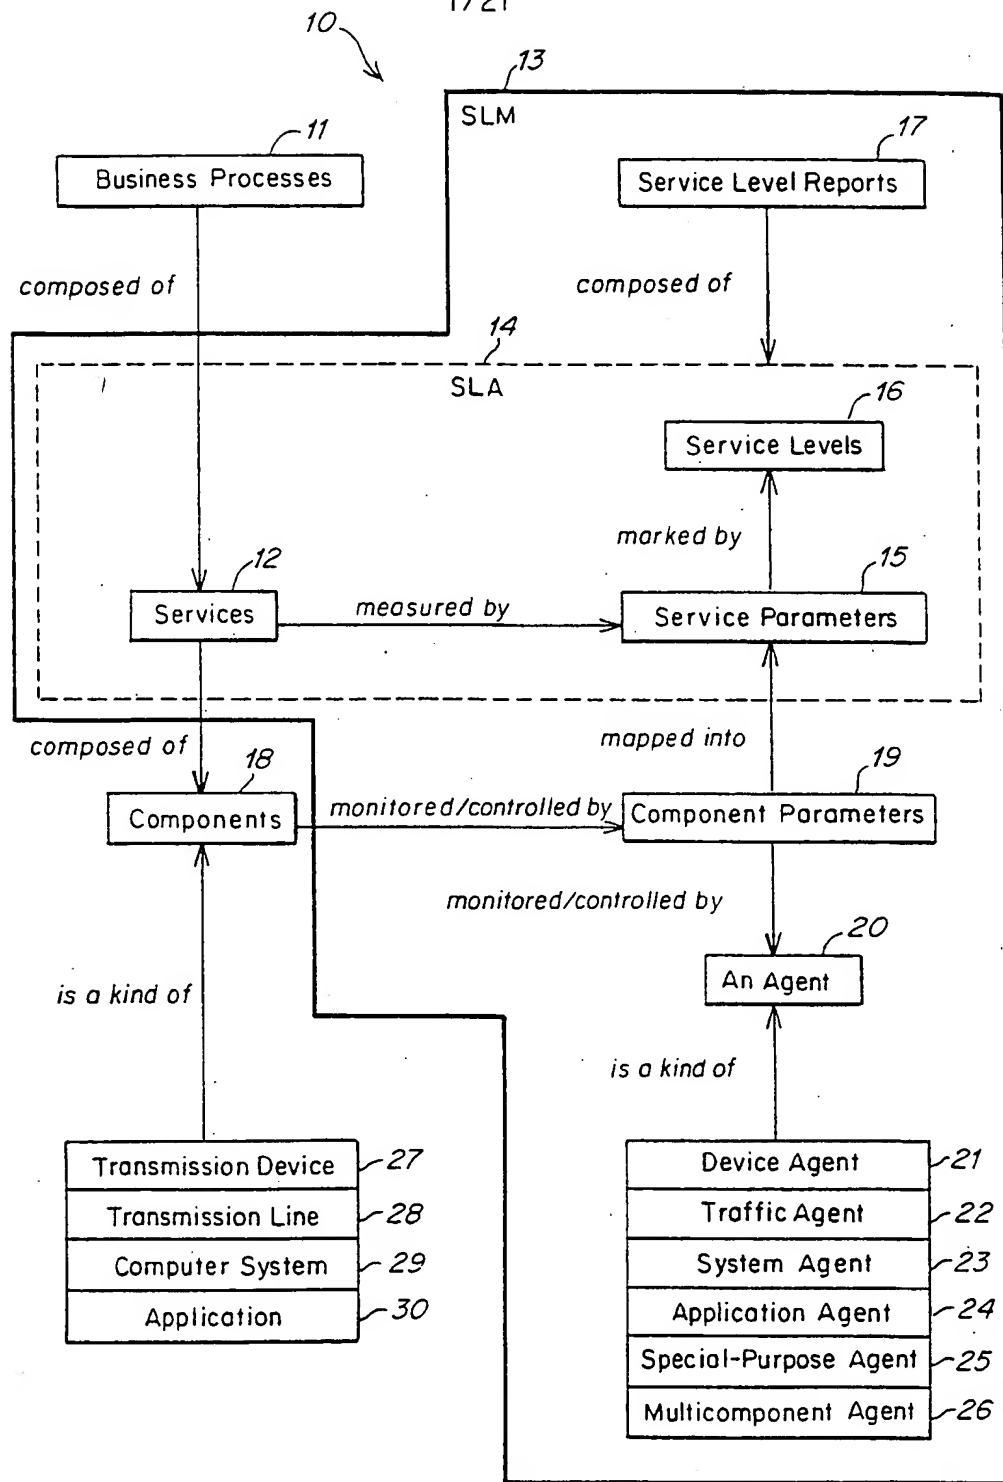 1/21
10
13
SLM
11
Business Processes
17
Service Level Reports
composed of
composed of
14
SLA
16
Service Levels
marked by
12
Services
measured by
15
Service Parameters
composed of
mapped into
18
Components
monitored/controlled by
19
Component Parameters
monitored/controlled by
20
An Agent
is a kind of
is a kind of
Transmission Device 27
Transmission Line 28
Computer System 29
Application 30
Device Agent 21
Traffic Agent 22
System Agent 23
Application Agent 24
Special-Purpose Agent 25
Multicomponent Agent 26